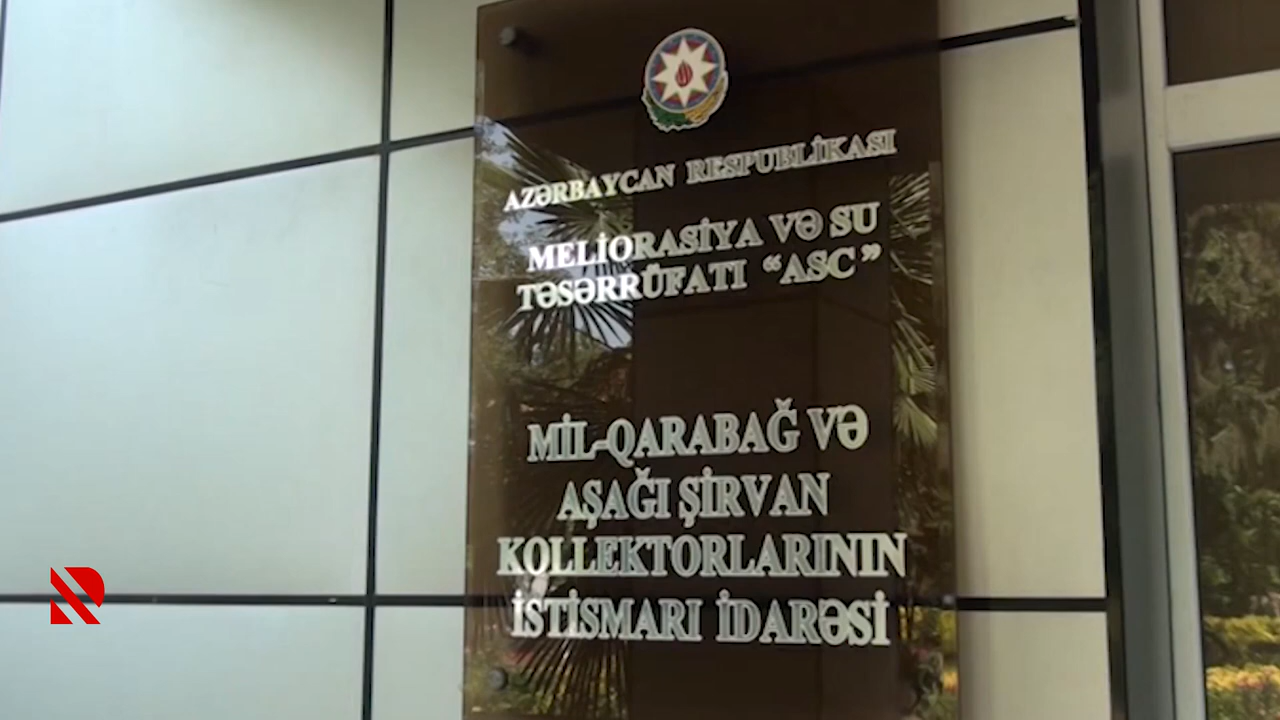 AZƏRBAYCAN RESPUBLİKASI
MELİORASİYA VƏ SU
TƏSƏRRÜFATI “ASC”
MİL-QARABAĞ VƏ
AŞAĞI ŞİRVAN
KOLLEKTORLARININ
İSTİSMARI İDARƏSİ